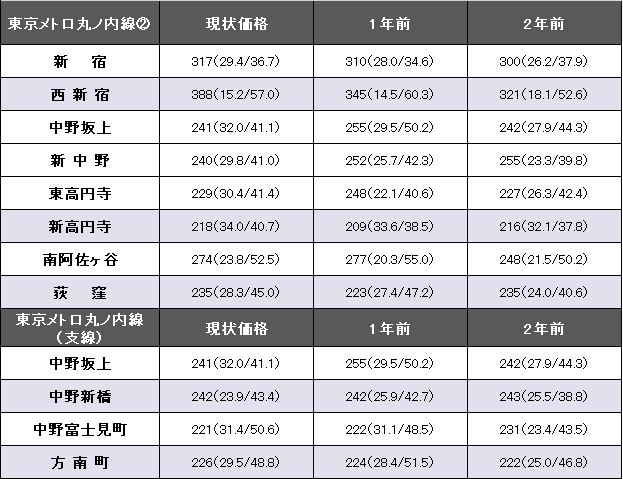 東京メトロ丸ノ内線② 現状価格 1年前 2年前
新 宿 317(29.4/36.7) 310(28.0/34.6) 300(26.2/37.9)
西新宿 388(15.2/57.0) 345(14.5/60.3) 321(18.1/52.6)
中野坂上 241(32.0/41.1) 255(29.5/50.2) 242(27.9/44.3)
新中野 240(29.8/41.0) 252(25.7/42.3) 255(23.3/39.8)
東高円寺 229(30.4/41.4) 248(22.1/40.6) 227(26.3/42.4)
新高円寺 218(34.0/40.7) 209(33.6/38.5) 216(32.1/37.8)
南阿佐ヶ谷 274(23.8/52.5) 277(20.3/55.0) 248(21.5/50.2)
荻 窪 235(28.3/45.0) 223(27.4/47.2) 235(24.0/40.6)
東京メトロ丸ノ内線
(支線) 現状価格 1年前 2年前
中野坂上 241(32.0/41.1) 255(29.5/50.2) 242(27.9/44.3)
中野新橋 242(23.9/43.4) 242(25.9/42.7) 243(25.5/38.8)
中野富士見町 221(31.4/50.6) 222(31.1/48.5) 231(23.4/43.5)
方南町 226(29.5/48.8) 224(28.4/51.5) 222(25.0/46.8)